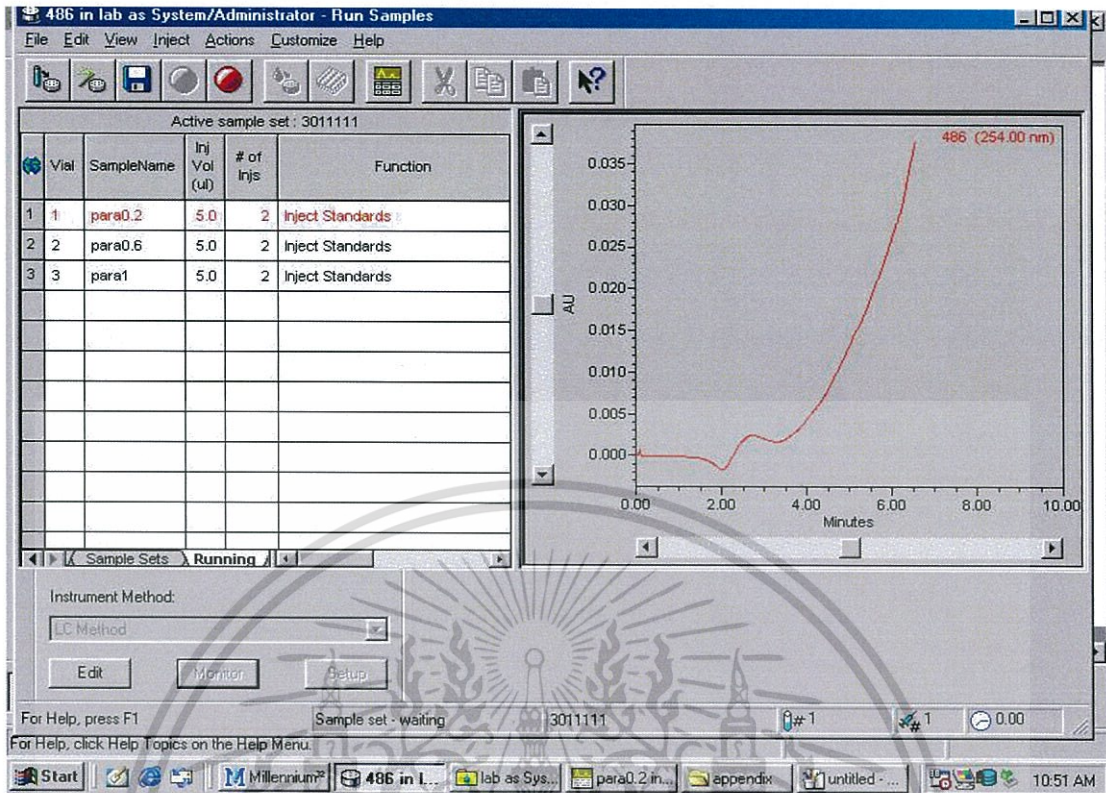 486 in lab as System/Administrator - Run Samples
File Edit View Inject Actions Customize Help
Active sample set : 3011111
Vial SampleName Inj Vol (ul) # of Injs Function
1 1 para0.2 5.0 2 Inject Standards
2 2 para0.6 5.0 2 Inject Standards
3 3 para1 5.0 2 Inject Standards
Sample Sets Running
486 (254.00 nm)
0.035
0.030
0.025
0.020
0.015
0.010
0.005
0.000
AU
0.00 2.00 4.00 6.00 8.00 10.00
Minutes
Instrument Method:
LC Method
Edit Monitor Setup
For Help, press F1 Sample set - waiting 3011111 # 1 # 1 0.00
For Help, click Help Topics on the Help Menu.
Start Millennium³² 486 in l... lab as Sys... para0.2 in... appendix untitled - ... 10:51 AM